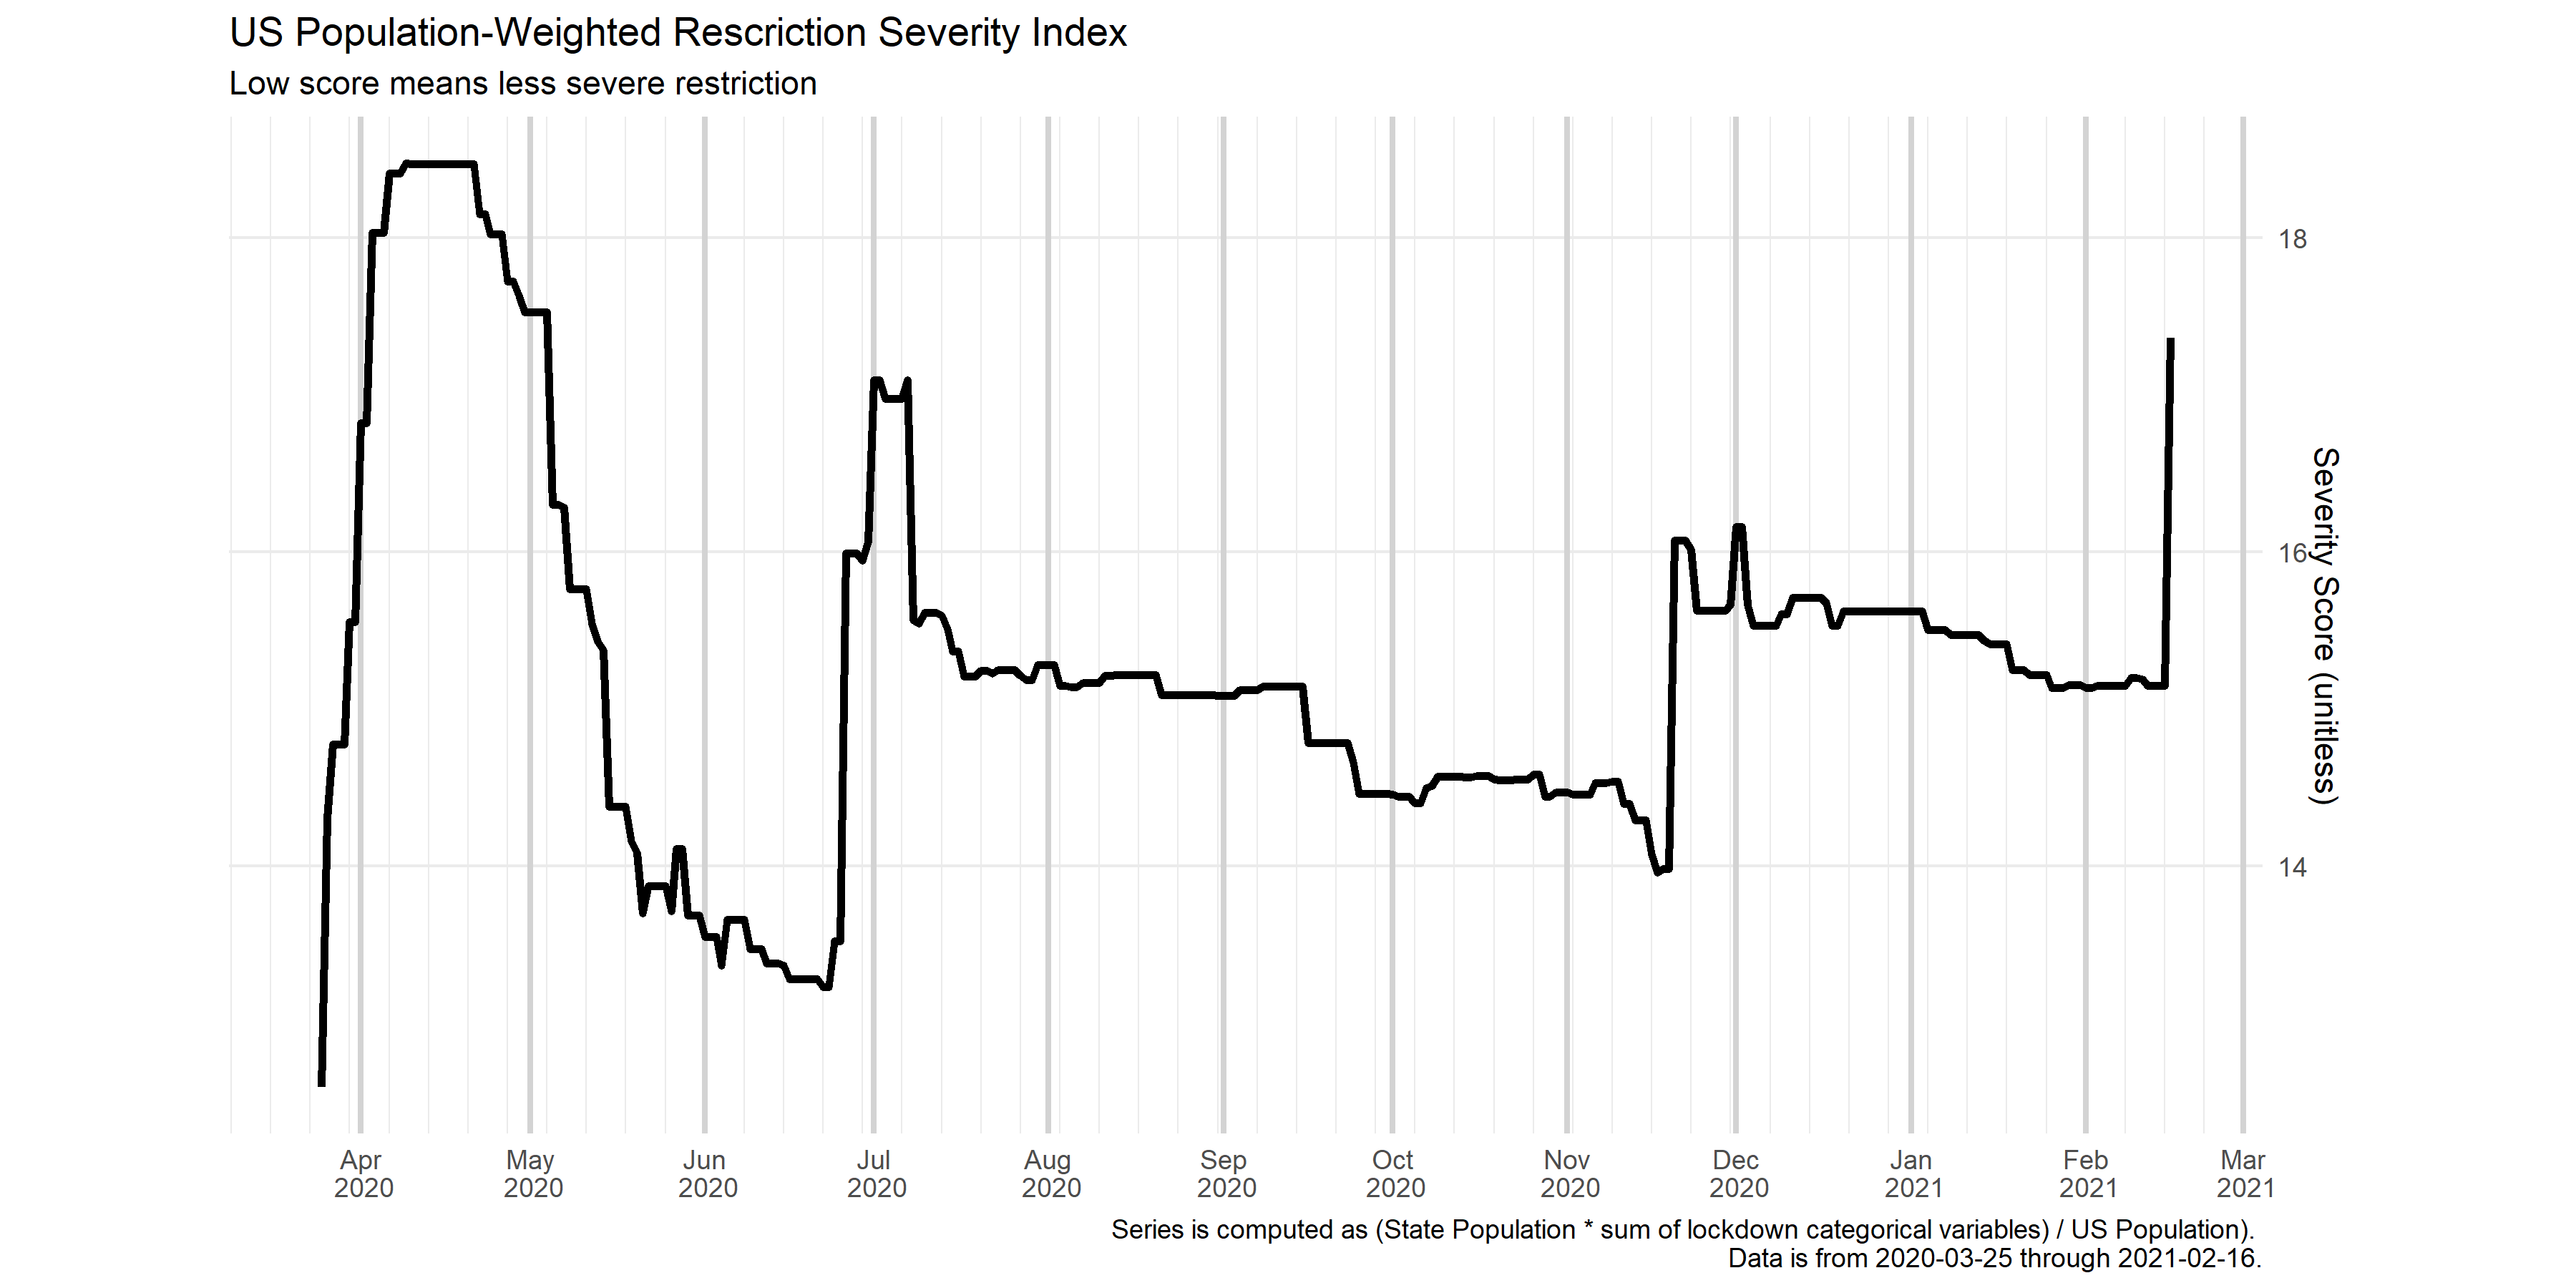 US Population-Weighted Rescriction Severity Index
Low score means less severe restriction
18
16
14
Severity Score (unitless)
Apr
2020
May
2020
Jun
2020
Jul
2020
Aug
2020
Sep
2020
Oct
2020
Nov
2020
Dec
2020
Jan
2021
Feb
2021
Mar
2021
Series is computed as (State Population * sum of lockdown categorical variables) / US Population).
Data is from 2020-03-25 through 2021-02-16.